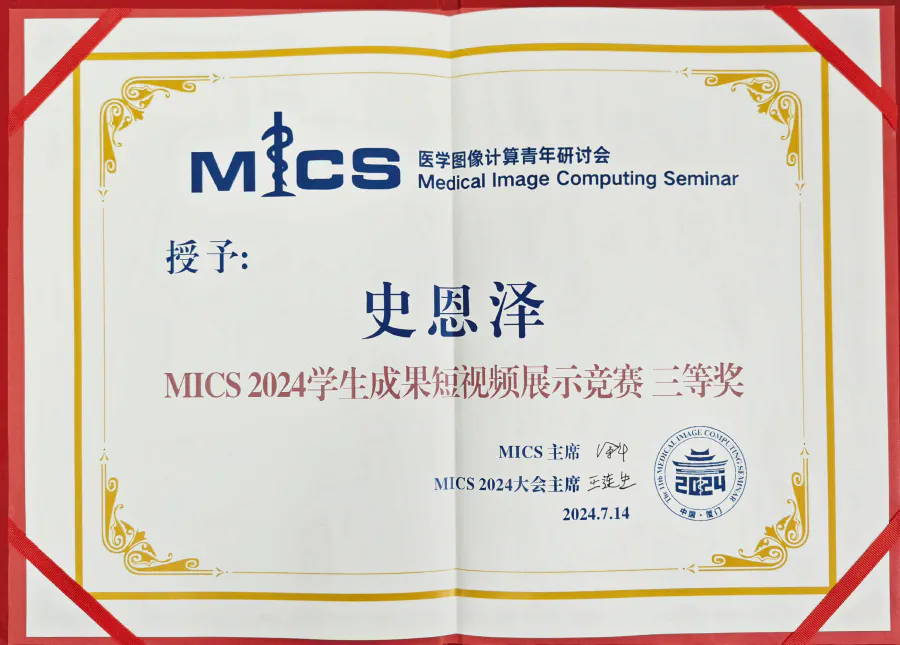 MICS
医学图像计算青年研讨会
Medical Image Computing Seminar
授予:
史恩泽
MICS 2024学生成果短视频展示竞赛 三等奖
MICS 主席
MICS 2024大会主席 王连生
2024.7.14
The 11th MEDICAL IMAGE COMPUTING SEMINAR
2024
中国·厦门